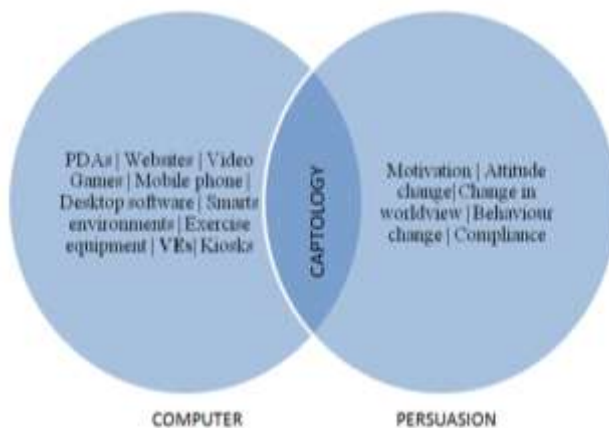 PDAs | Websites | Video
Games | Mobile phone |
Desktop software | Smarts
environments | Exercise
equipment | VEs | Kiosks
CAPTOLOGY
Motivation | Attitude
change | Change in
worldview | Behaviour
change | Compliance
COMPUTER
PERSUASION